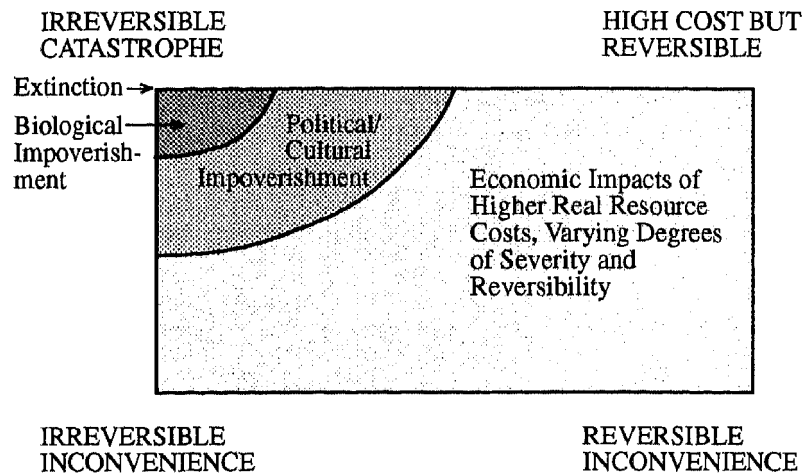 IRREVERSIBLE
CATASTROPHE
HIGH COST BUT
REVERSIBLE
Extinction
Biological
Impoverish-
ment
Political/
Cultural
Impoverishment
Economic Impacts of
Higher Real Resource
Costs, Varying Degrees
of Severity and
Reversibility
IRREVERSIBLE
INCONVENIENCE
REVERSIBLE
INCONVENIENCE